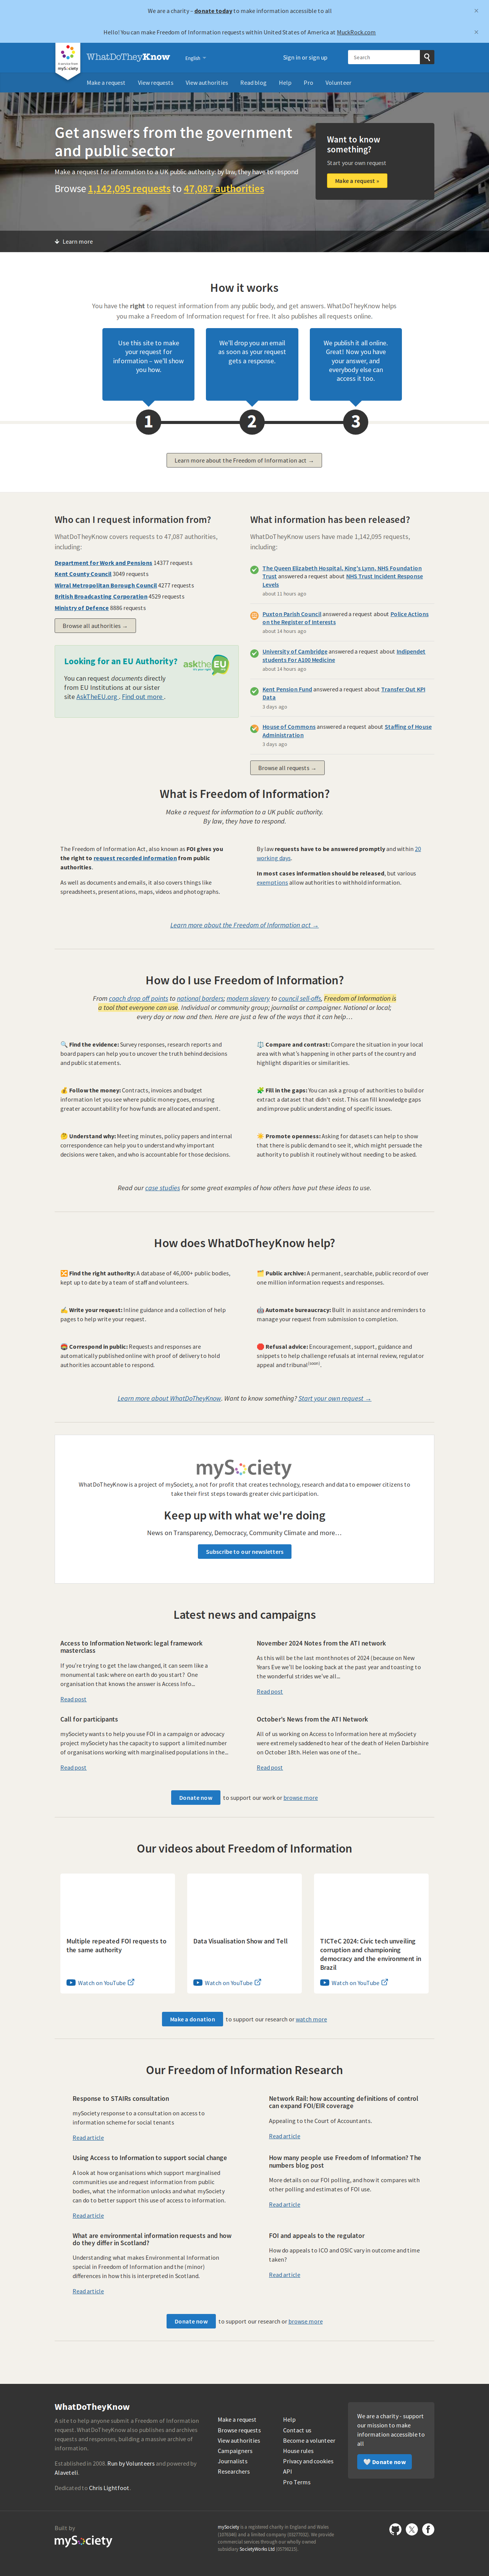 We are a charity - donate today to make information accessible to all
×
Hello! You can make Freedom of Information requests within United States of America at MuckRock.com
×
mySociety
WhatDoTheyKnow
English
Sign in or sign up
Search
Make a request
View requests
View authorities
Read blog
Help
Pro
Volunteer
Get answers from the government
and public sector
Make a request for information to a UK public authority: by law, they have to respond
Browse 1,142,095 requests to 47,087 authorities
Want to know
something?
Start your own request
Make a request »
Learn more
How it works
You have the right to request information from any public body, and get answers. WhatDoTheyKnow helps
you make a Freedom of Information request for free. It also publishes all requests online.
Use this site to make
your request for
information – we'll show
you how.
We'll drop you an email
as soon as your request
gets a response.
We publish it all online.
Great! Now you have
your answer, and
everybody else can
access it too.
1
2
3
Learn more about the Freedom of Information act →
Who can I request information from?
WhatDoTheyKnow covers requests to 47,087 authorities,
including:
Department for Work and Pensions 14377 requests
Kent County Council 3049 requests
Wirral Metropolitan Borough Council 4277 requests
British Broadcasting Corporation 4529 requests
Ministry of Defence 8886 requests
Browse all authorities →
Looking for an EU Authority?
asktheEU
You can request documents directly
from EU Institutions at our sister
site AskTheEU.org . Find out more .
What information has been released?
WhatDoTheyKnow users have made 1,142,095 requests,
including:
The Queen Elizabeth Hospital, King's Lynn, NHS Foundation
Trust answered a request about NHS Trust Incident Response
Levels
about 11 hours ago
Puxton Parish Council answered a request about Police Actions
on the Register of Interests
about 14 hours ago
University of Cambridge answered a request about Indipendet
students For A100 Medicine
about 14 hours ago
Kent Pension Fund answered a request about Transfer Out KPI
Data
3 days ago
House of Commons answered a request about Staffing of House
Administration
3 days ago
Browse all requests →
What is Freedom of Information?
Make a request for information to a UK public authority.
By law, they have to respond.
The Freedom of Information Act, also known as FOI gives you
the right to request recorded information from public
authorities.
As well as documents and emails, it also covers things like
spreadsheets, presentations, maps, videos and photographs.
By law requests have to be answered promptly and within 20
working days.
In most cases information should be released, but various
exemptions allow authorities to withhold information.
Learn more about the Freedom of Information act →
How do I use Freedom of Information?
From coach drop off points to national borders; modern slavery to council sell-offs, Freedom of Information is
a tool that everyone can use. Individual or community group; journalist or campaigner. National or local;
every day or now and then. Here are just a few of the ways that it can help…
Find the evidence: Survey responses, research reports and
board papers can help you to uncover the truth behind decisions
and public statements.
Compare and contrast: Compare the situation in your local
area with what's happening in other parts of the country and
highlight disparities or similarities.
Follow the money: Contracts, invoices and budget
information let you see where public money goes, ensuring
greater accountability for how funds are allocated and spent.
Fill in the gaps: You can ask a group of authorities to build or
extract a dataset that didn't exist. This can fill knowledge gaps
and improve public understanding of specific issues.
Understand why: Meeting minutes, policy papers and internal
correspondence can help you to understand why important
decisions were taken, and who is accountable for those decisions.
Promote openness: Asking for datasets can help to show
that there is public demand to see it, which might persuade the
authority to publish it routinely without needing to be asked.
Read our case studies for some great examples of how others have put these ideas to use.
How does WhatDoTheyKnow help?
Find the right authority: A database of 46,000+ public bodies,
kept up to date by a team of staff and volunteers.
Public archive: A permanent, searchable, public record of over
one million information requests and responses.
Write your request: Inline guidance and a collection of help
pages to help write your request.
Automate bureaucracy: Built in assistance and reminders to
manage your request from submission to completion.
Correspond in public: Requests and responses are
automatically published online with proof of delivery to hold
authorities accountable to respond.
Refusal advice: Encouragement, support, guidance and
snippets to help challenge refusals at internal review, regulator
appeal and tribunal(soon!).
Learn more about WhatDoTheyKnow. Want to know something? Start your own request →
mySociety
WhatDoTheyKnow is a project of mySociety, a not for profit that creates technology, research and data to empower citizens to
take their first steps towards greater civic participation.
Keep up with what we're doing
News on Transparency, Democracy, Community Climate and more…
Subscribe to our newsletters
Latest news and campaigns
Access to Information Network: legal framework
masterclass
If you're trying to get the law changed, it can seem like a
monumental task: where on earth do you start? One
organisation that knows the answer is Access Info...
Read post
November 2024 Notes from the ATI network
As this will be the last monthnotes of 2024 (because on New
Years Eve we'll be looking back at the past year and toasting to
the wonderful strides we've all...
Read post
Call for participants
mySociety wants to help you use FOI in a campaign or advocacy
project mySociety has the capacity to support a limited number
of organisations working with marginalised populations in the...
Read post
October's News from the ATI Network
All of us working on Access to Information here at mySociety
were extremely saddened to hear of the death of Helen Darbishire
on October 18th. Helen was one of the...
Read post
Donate now to support our work or browse more
Our videos about Freedom of Information
Multiple repeated FOI requests to
the same authority
Watch on YouTube
Data Visualisation Show and Tell
Watch on YouTube
TICTeC 2024: Civic tech unveiling
corruption and championing
democracy and the environment in
Brazil
Watch on YouTube
Make a donation to support our research or watch more
Our Freedom of Information Research
Response to STAIRs consultation
mySociety response to a consultation on access to
information scheme for social tenants
Read article
Network Rail: how accounting definitions of control
can expand FOI/EIR coverage
Appealing to the Court of Accountants.
Read article
Using Access to Information to support social change
A look at how organisations which support marginalised
communities use and request information from public
bodies, what the information unlocks and what mySociety
can do to better support this use of access to information.
Read article
How many people use Freedom of Information? The
numbers blog post
More details on our FOI polling, and how it compares with
other polling and estimates of FOI use.
Read article
What are environmental information requests and how
do they differ in Scotland?
Understanding what makes Environmental Information
special in Freedom of Information and the (minor)
differences in how this is interpreted in Scotland.
Read article
FOI and appeals to the regulator
How do appeals to ICO and OSIC vary in outcome and time
taken?
Read article
Donate now to support our research or browse more
WhatDoTheyKnow
A site to help anyone submit a Freedom of Information
request. WhatDoTheyKnow also publishes and archives
requests and responses, building a massive archive of
information.
Established in 2008. Run by Volunteers and powered by
Alaveteli.
Dedicated to Chris Lightfoot.
Make a request
Browse requests
View authorities
Campaigners
Journalists
Researchers
Help
Contact us
Become a volunteer
House rules
Privacy and cookies
API
Pro Terms
We are a charity - support
our mission to make
information accessible to
all
Donate now
Built by
mySociety
mySociety is a registered charity in England and Wales
(1076346) and a limited company (03277032). We provide
commercial services through our wholly owned
subsidiary SocietyWorks Ltd (05798215).